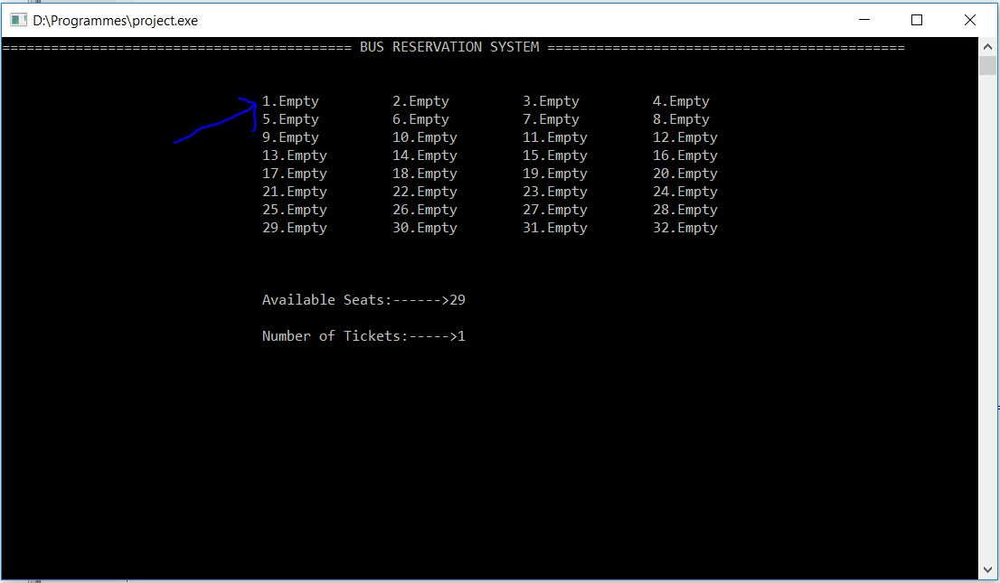 D:\Programmes\project.exe
=========================================== BUS RESERVATION SYSTEM ============================================
1.Empty 2.Empty 3.Empty 4.Empty
5.Empty 6.Empty 7.Empty 8.Empty
9.Empty 10.Empty 11.Empty 12.Empty
13.Empty 14.Empty 15.Empty 16.Empty
17.Empty 18.Empty 19.Empty 20.Empty
21.Empty 22.Empty 23.Empty 24.Empty
25.Empty 26.Empty 27.Empty 28.Empty
29.Empty 30.Empty 31.Empty 32.Empty
Available Seats:------>29
Number of Tickets:----->1